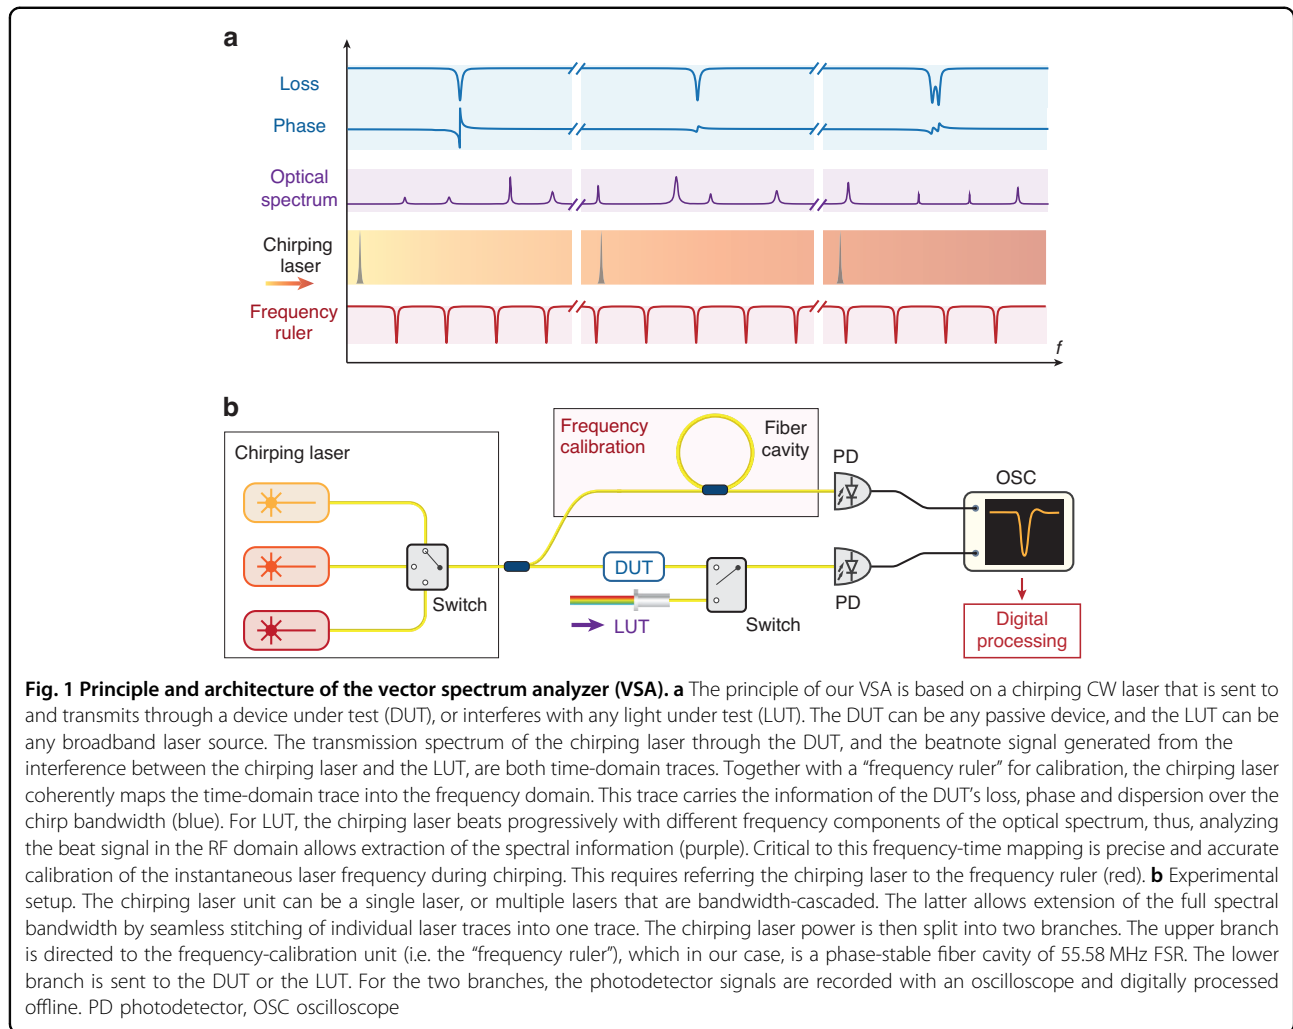 a
Loss
Phase
Optical
spectrum
Chirping
laser
Frequency
ruler
f
b
Chirping laser
Switch
Frequency
calibration
Fiber
cavity
PD
OSC
DUT
LUT
Switch
PD
Digital
processing
Fig. 1 Principle and architecture of the vector spectrum analyzer (VSA). a The principle of our VSA is based on a chirping CW laser that is sent to
and transmits through a device under test (DUT), or interferes with any light under test (LUT). The DUT can be any passive device, and the LUT can be
any broadband laser source. The transmission spectrum of the chirping laser through the DUT, and the beatnote signal generated from the
interference between the chirping laser and the LUT, are both time-domain traces. Together with a “frequency ruler” for calibration, the chirping laser
coherently maps the time-domain trace into the frequency domain. This trace carries the information of the DUT’s loss, phase and dispersion over the
chirp bandwidth (blue). For LUT, the chirping laser beats progressively with different frequency components of the optical spectrum, thus, analyzing
the beat signal in the RF domain allows extraction of the spectral information (purple). Critical to this frequency-time mapping is precise and accurate
calibration of the instantaneous laser frequency during chirping. This requires referring the chirping laser to the frequency ruler (red). b Experimental
setup. The chirping laser unit can be a single laser, or multiple lasers that are bandwidth-cascaded. The latter allows extension of the full spectral
bandwidth by seamless stitching of individual laser traces into one trace. The chirping laser power is then split into two branches. The upper branch
is directed to the frequency-calibration unit (i.e. the “frequency ruler”), which in our case, is a phase-stable fiber cavity of 55.58 MHz FSR. The lower
branch is sent to the DUT or the LUT. For the two branches, the photodetector signals are recorded with an oscilloscope and digitally processed
offline. PD photodetector, OSC oscilloscope